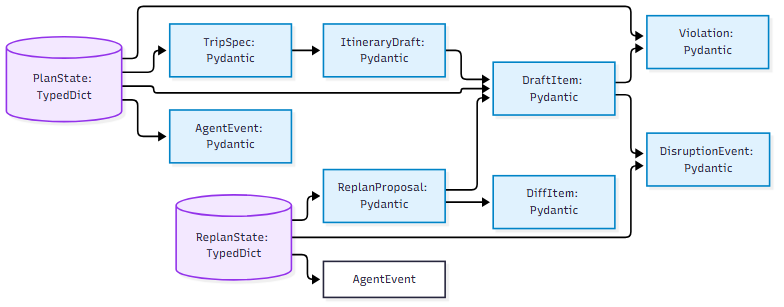 PlanState:
TypedDict
TripSpec:
Pydantic
ItineraryDraft:
Pydantic
AgentEvent:
Pydantic
DraftItem:
Pydantic
Violation:
Pydantic
DisruptionEvent:
Pydantic
ReplanState:
TypedDict
ReplanProposal:
Pydantic
DiffItem:
Pydantic
AgentEvent